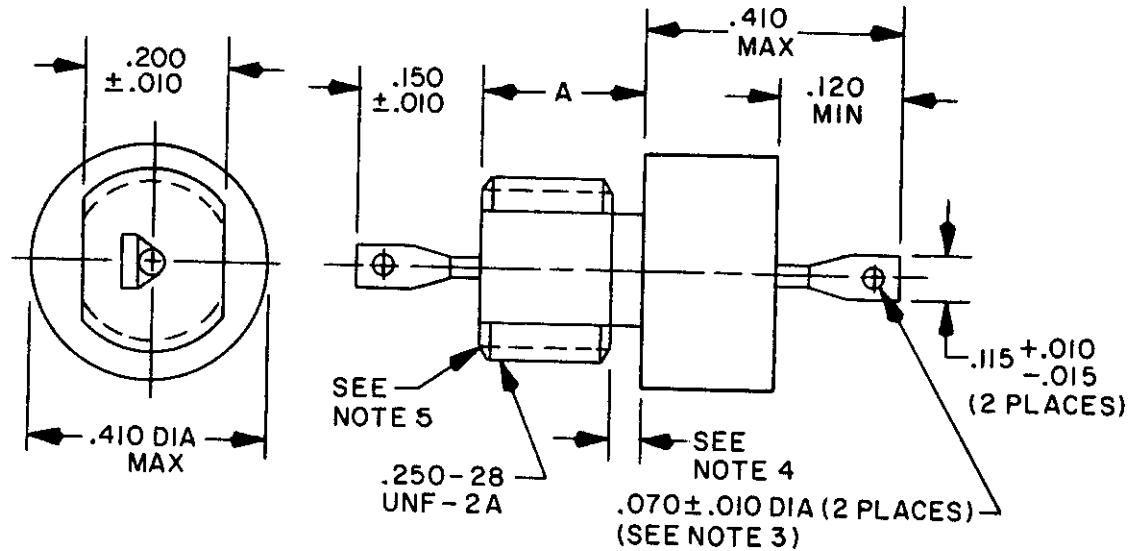 .200
±.010
.150
±.010
A
.410
MAX
.120
MIN
.115 +.010
-.015
(2 PLACES)
SEE
NOTE 5
.410 DIA
MAX
.250-28
UNF-2A
SEE
NOTE 4
.070±.010 DIA (2 PLACES)
(SEE NOTE 3)